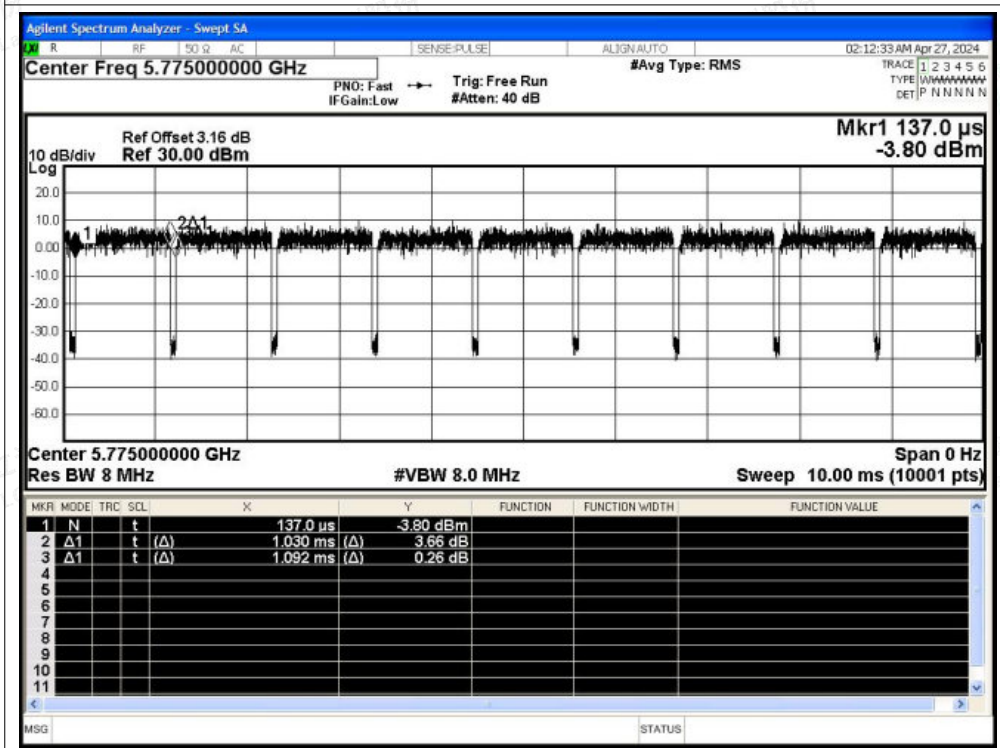 Agilent Spectrum Analyzer - Swept SA
LXI R RF 50 Ω AC SENSE:PULSE ALIGN AUTO 02:12:33 AM Apr 27, 2024
Center Freq 5.775000000 GHz #Avg Type: RMS TRACE 1 2 3 4 5 6
PNO: Fast Trig: Free Run TYPE WWWWWW
IFGain:Low #Atten: 40 dB DET P N N N N N
Mkr1 137.0 µs
Ref Offset 3.16 dB
10 dB/div Ref 30.00 dBm -3.80 dBm
Log
20.0
10.0
2Δ1
1
0.00
-10.0
-20.0
-30.0
-40.0
-50.0
-60.0
Center 5.775000000 GHz Span 0 Hz
Res BW 8 MHz #VBW 8.0 MHz Sweep 10.00 ms (10001 pts)
MKR MODE TRC SCL X Y FUNCTION FUNCTION WIDTH FUNCTION VALUE
1 N t 137.0 µs -3.80 dBm
2 Δ1 t (Δ) 1.030 ms (Δ) 3.66 dB
3 Δ1 t (Δ) 1.092 ms (Δ) 0.26 dB
4
5
6
7
8
9
10
11
MSG STATUS